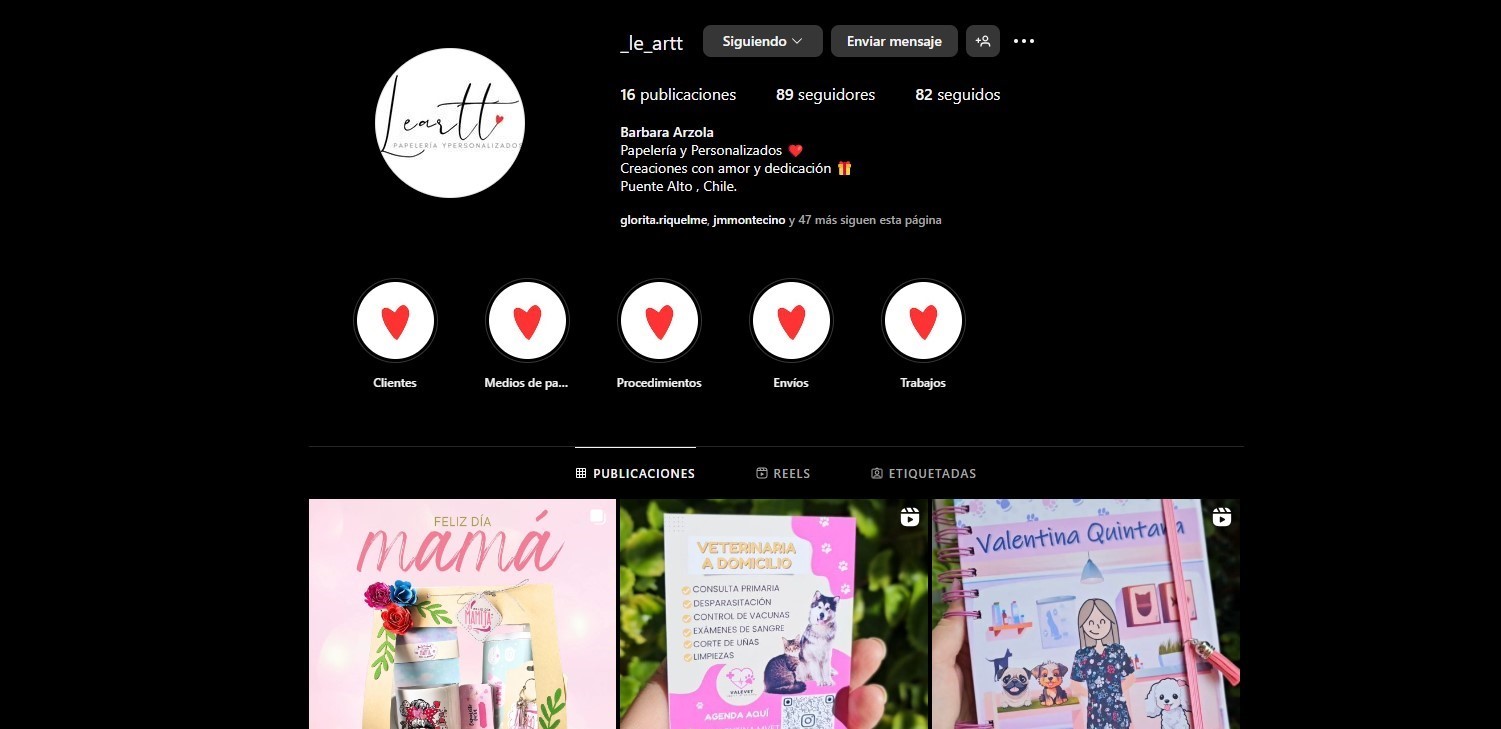 _le_artt
Siguiendo
Enviar mensaje
Leartt
PAPELERÍA YPERSONALIZADOS
16 publicaciones
89 seguidores
82 seguidos
Barbara Arzola
Papelería y Personalizados
Creaciones con amor y dedicación
Puente Alto , Chile.
glorita.riquelme, jmmontecino y 47 más siguen esta página
Clientes
Medios de pa...
Procedimientos
Envíos
Trabajos
PUBLICACIONES
REELS
ETIQUETADAS
FELIZ DÍA
mamá
MAMITA
VETERINARIA
A DOMICILIO
CONSULTA PRIMARIA
DESPARASITACIÓN
CONTROL DE VACUNAS
EXÁMENES DE SANGRE
CORTE DE UÑAS
LIMPIEZAS
VALEVET
AGENDA AQUÍ
Valentina Quintana